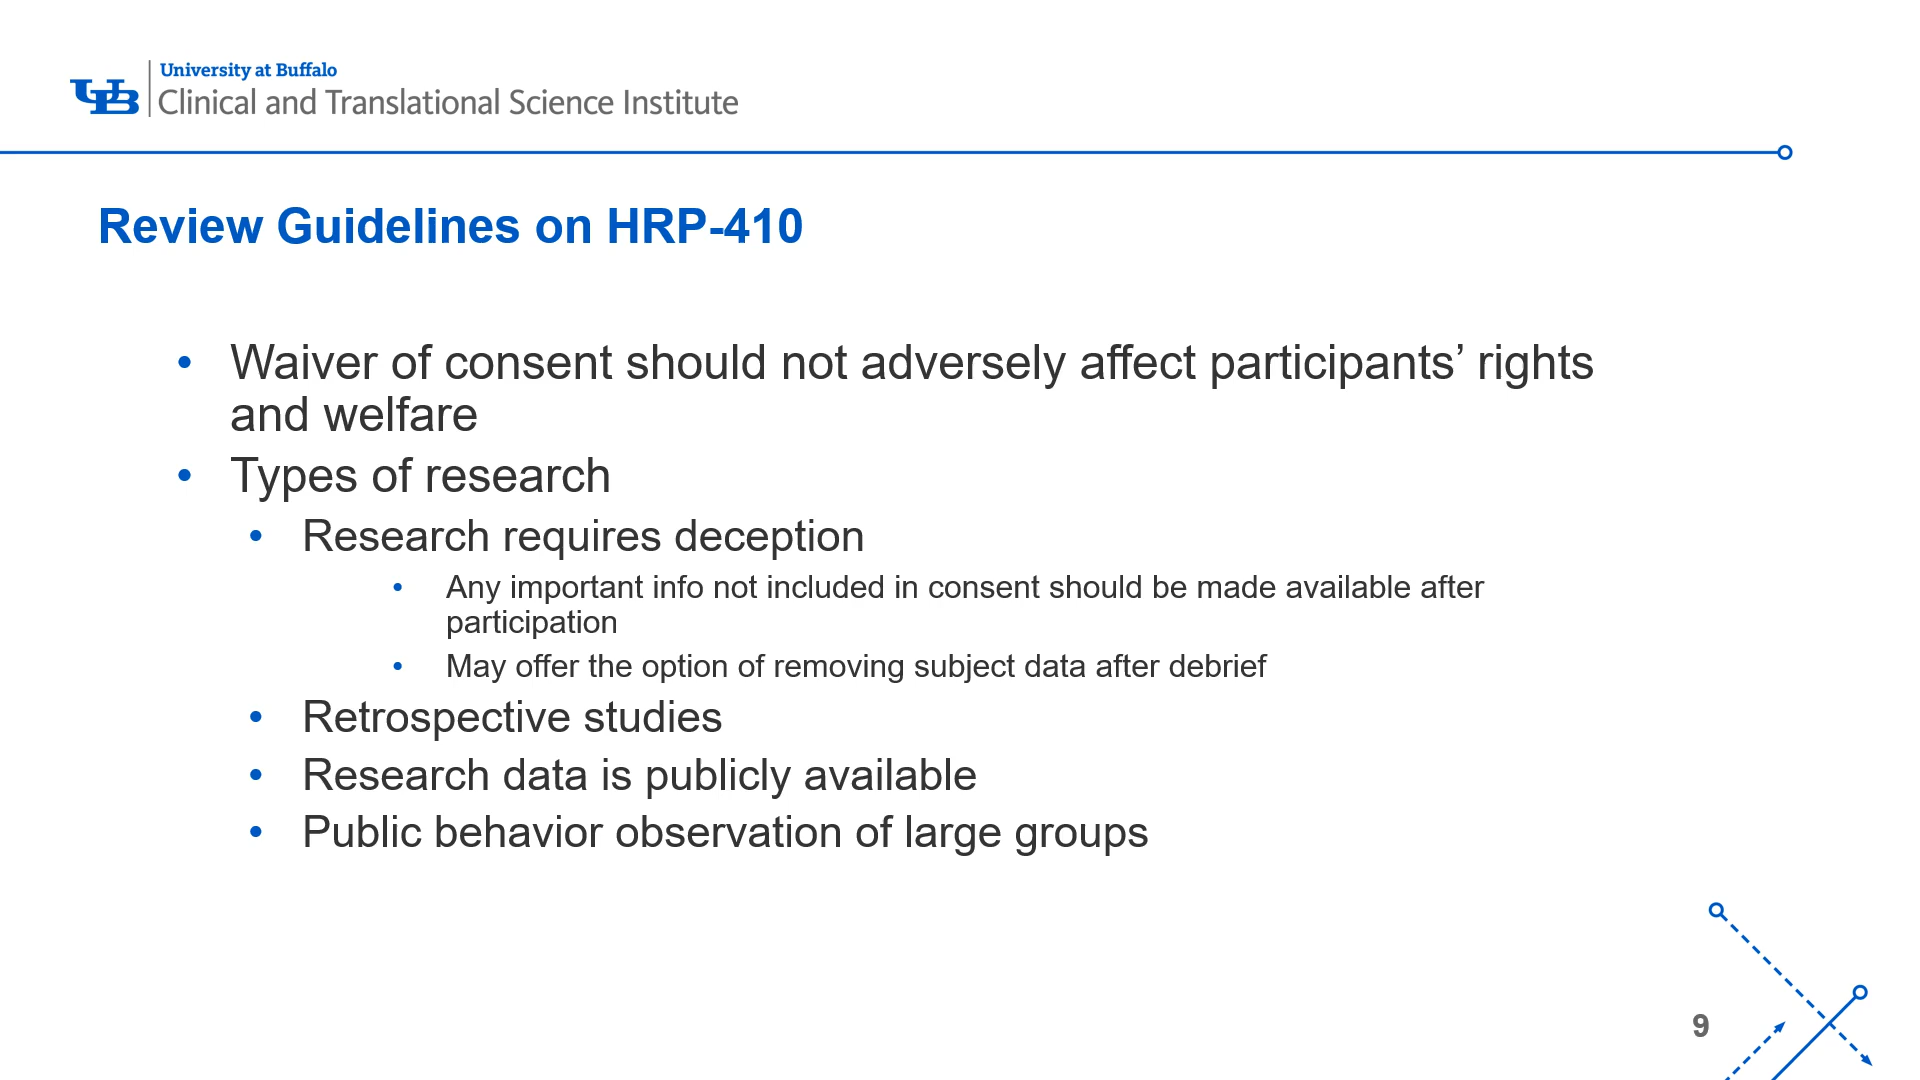 University at Buffalo
UB Clinical and Translational Science Institute
Review Guidelines on HRP-410
• Waiver of consent should not adversely affect participants’ rights
and welfare
• Types of research
• Research requires deception
• Any important info not included in consent should be made available after
participation
• May offer the option of removing subject data after debrief
• Retrospective studies
• Research data is publicly available
• Public behavior observation of large groups
9